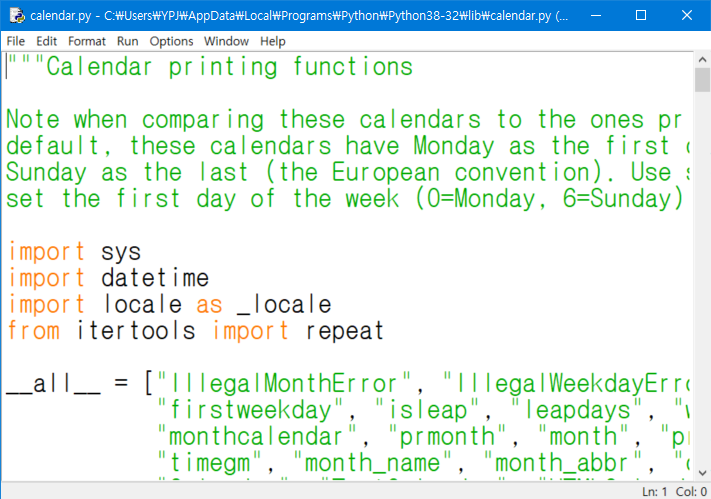 calendar.py - C:₩Users₩YPJ₩AppData₩Local₩Programs₩Python₩Python38-32₩lib₩calendar.py (...
File Edit Format Run Options Window Help
"""Calendar printing functions
Note when comparing these calendars to the ones pr
default, these calendars have Monday as the first
Sunday as the last (the European convention). Use
set the first day of the week (0=Monday, 6=Sunday)
import sys
import datetime
import locale as _locale
from itertools import repeat
__all__ = ["IllegalMonthError", "IllegalWeekdayErro
"firstweekday", "isleap", "leapdays", "w
"monthcalendar", "prmonth", "month", "pr
"timegm", "month_name", "month_abbr", "
Ln: 1 Col: 0